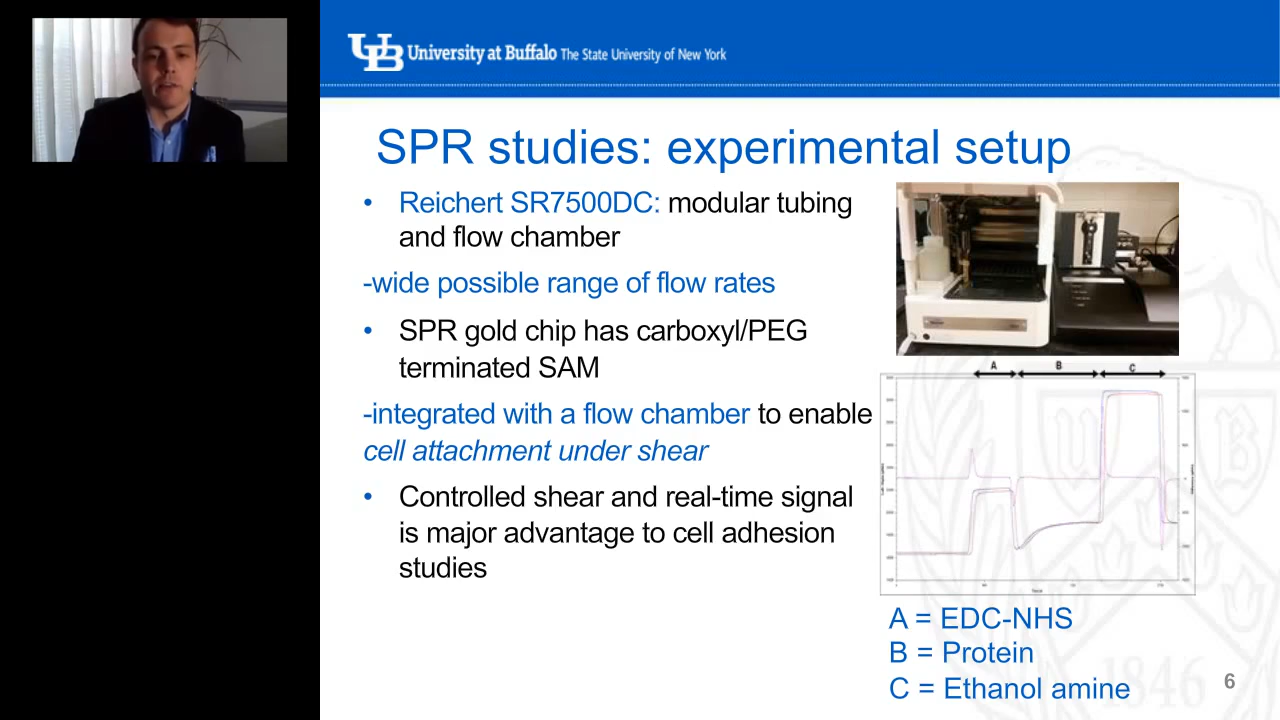 UB University at Buffalo The State University of New York
SPR studies: experimental setup
• Reichert SR7500DC: modular tubing
and flow chamber
-wide possible range of flow rates
• SPR gold chip has carboxyl/PEG
terminated SAM
-integrated with a flow chamber to enable
cell attachment under shear
• Controlled shear and real-time signal
is major advantage to cell adhesion
studies
A B C
A = EDC-NHS
B = Protein
C = Ethanol amine
1846
6